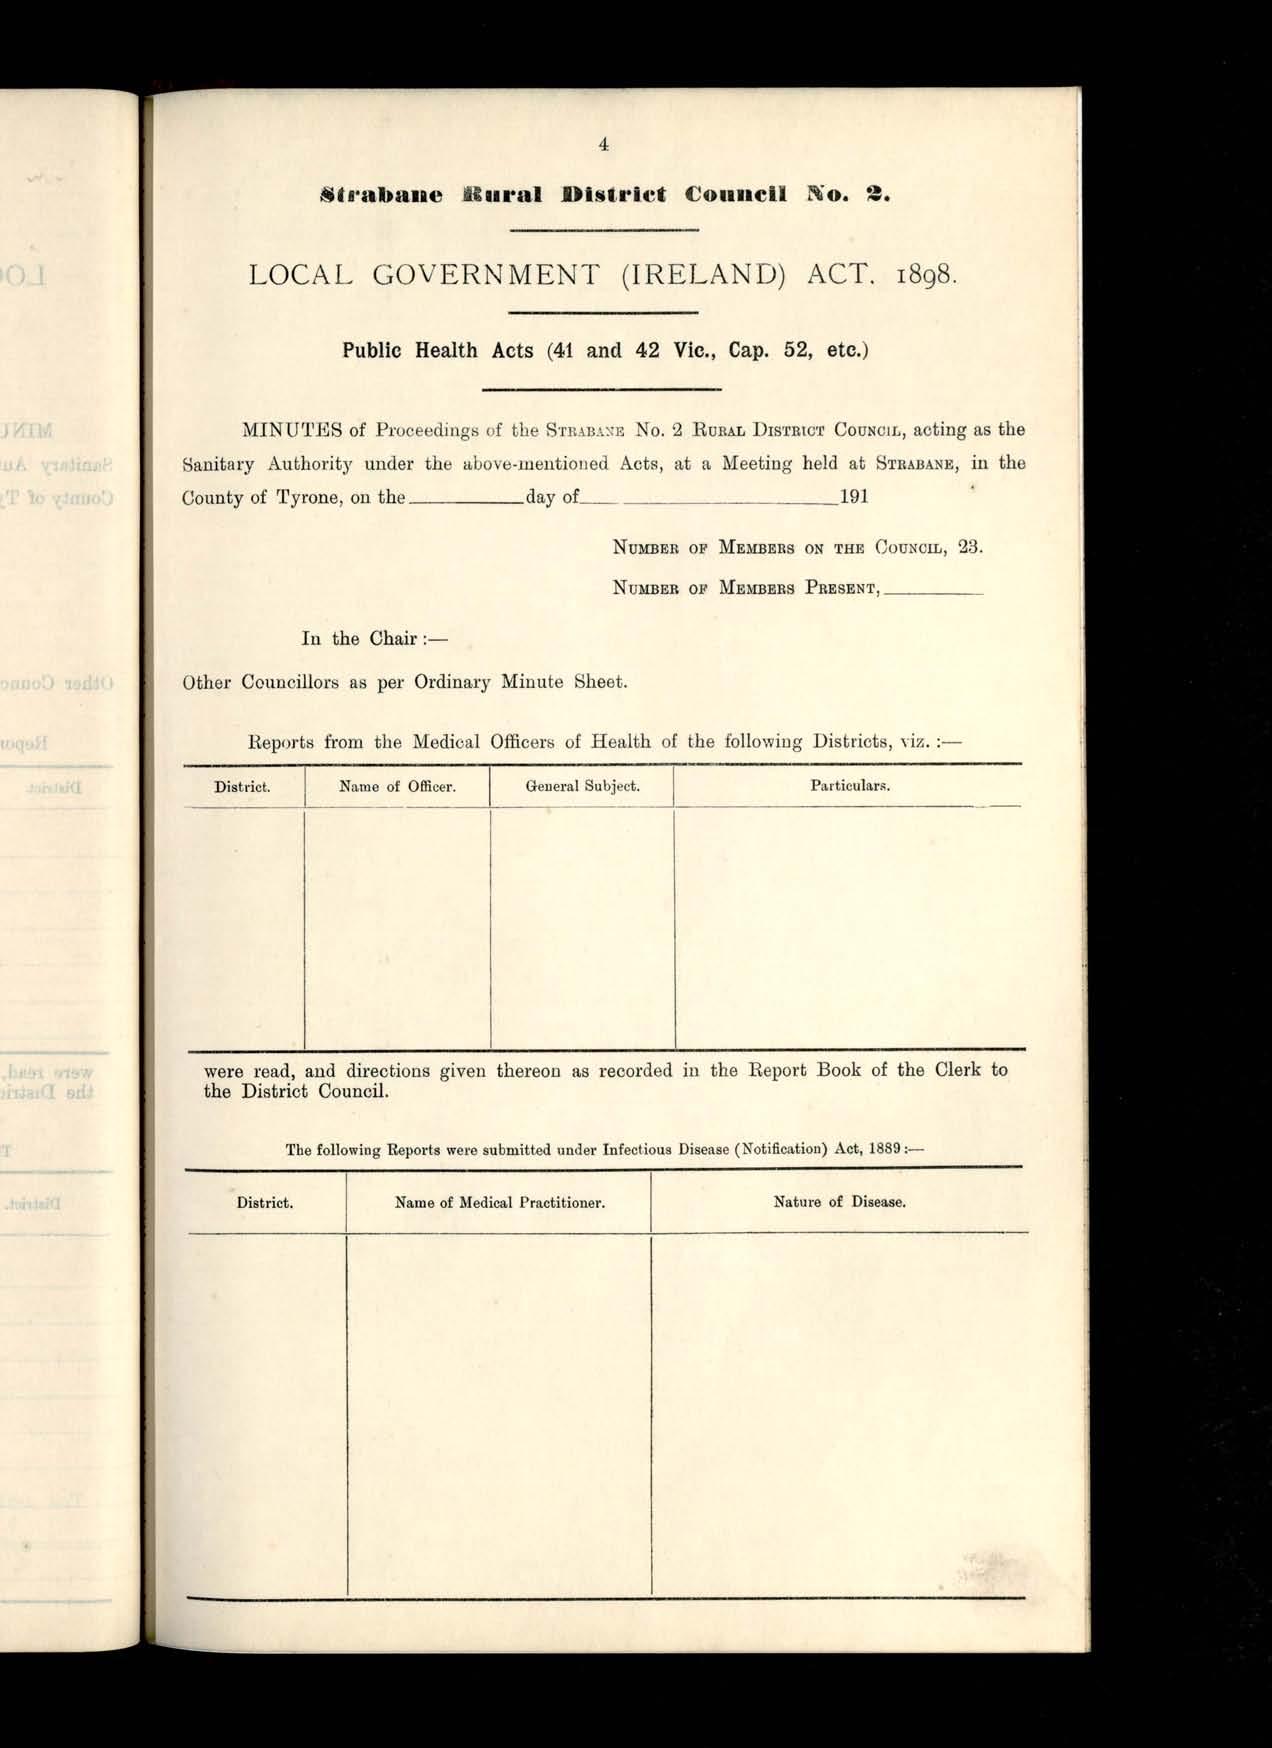 4
Strabane Rural District Council No. 2.
LOCAL GOVERNMENT (IRELAND) ACT. 1898.
Public Health Acts (41 and 42 Vic., Cap. 52, etc.)
MINUTES of Proceedings of the STRABANE No. 2 RURAL DISTRICT COUNCIL, acting as the
Sanitary Authority under the above-mentioned Acts, at a Meeting held at STRABANE, in the
County of Tyrone, on the ________ day of ________ 191
NUMBER OF MEMBERS ON THE COUNCIL, 23.
NUMBER OF MEMBERS PRESENT, ________
In the Chair :—
Other Councillors as per Ordinary Minute Sheet.
Reports from the Medical Officers of Health of the following Districts, viz. :—
District. Name of Officer. General Subject. Particulars.
were read, and directions given thereon as recorded in the Report Book of the Clerk to
the District Council.
The following Reports were submitted under Infectious Disease (Notification) Act, 1889 :—
District. Name of Medical Practitioner. Nature of Disease.